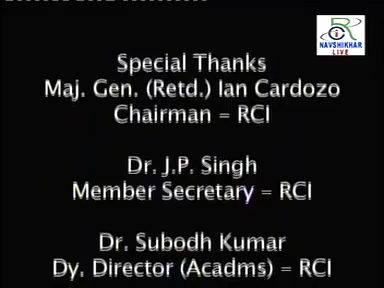 NAVSHIKHAR
LIVE
Special Thanks
Maj. Gen. (Retd.) Ian Cardozo
Chairman - RCI
Dr. J.P. Singh
Member Secretary - RCI
Dr. Subodh Kumar
Dy. Director (Acadms) - RCI